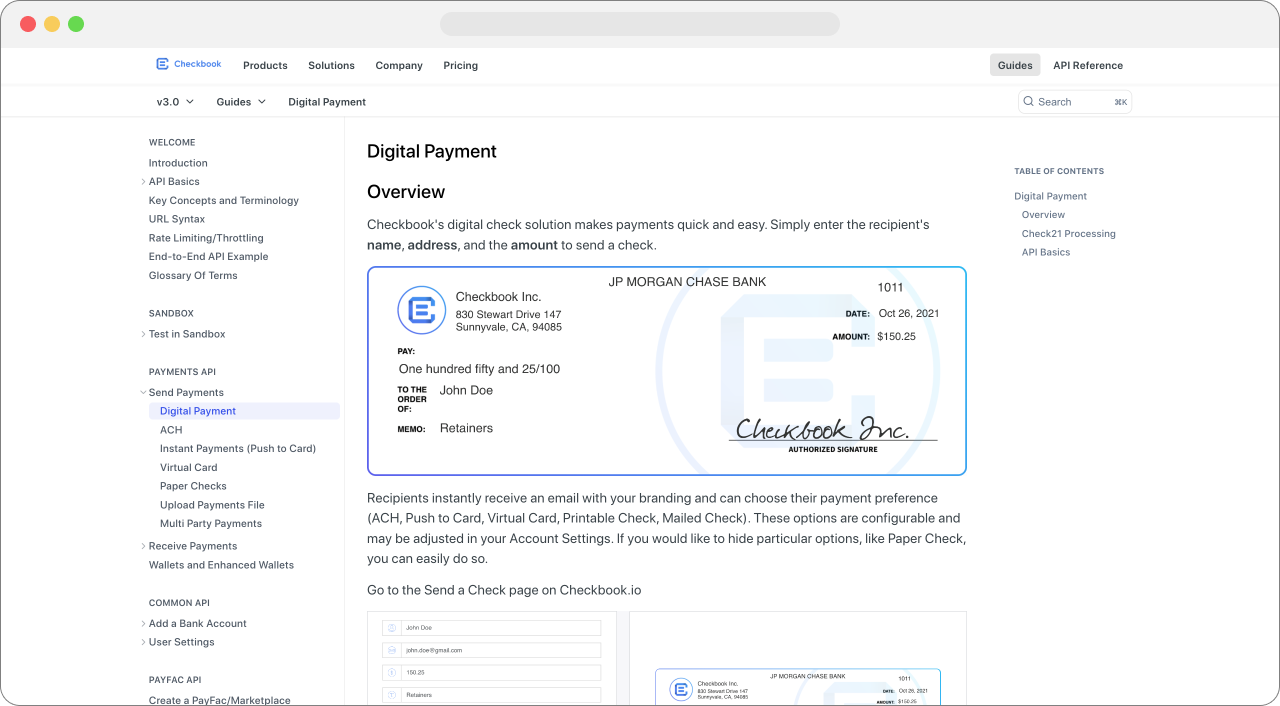 Checkbook
Products
Solutions
Company
Pricing
Guides
API Reference
v3.0
Guides
Digital Payment
Search
⌘K
WELCOME
Introduction
API Basics
Key Concepts and Terminology
URL Syntax
Rate Limiting/Throttling
End-to-End API Example
Glossary Of Terms
SANDBOX
Test in Sandbox
PAYMENTS API
Send Payments
Digital Payment
ACH
Instant Payments (Push to Card)
Virtual Card
Paper Checks
Upload Payments File
Multi Party Payments
Receive Payments
Wallets and Enhanced Wallets
COMMON API
Add a Bank Account
User Settings
PAYFAC API
Create a PayFac/Marketplace
Digital Payment
Overview
Checkbook's digital check solution makes payments quick and easy. Simply enter the recipient's
name, address, and the amount to send a check.
JP MORGAN CHASE BANK
1011
Checkbook Inc.
830 Stewart Drive 147
Sunnyvale, CA, 94085
DATE: Oct 26, 2021
AMOUNT: $150.25
PAY:
One hundred fifty and 25/100
TO THE
ORDER
OF:
John Doe
MEMO: Retainers
Checkbook Inc.
AUTHORIZED SIGNATURE
Recipients instantly receive an email with your branding and can choose their payment preference
(ACH, Push to Card, Virtual Card, Printable Check, Mailed Check). These options are configurable and
may be adjusted in your Account Settings. If you would like to hide particular options, like Paper Check,
you can easily do so.
Go to the Send a Check page on Checkbook.io
John Doe
john.doe@gmail.com
150.25
Retainers
JP MORGAN CHASE BANK
1011
Checkbook Inc.
830 Stewart Drive 147
Sunnyvale, CA, 94085
DATE: Oct 26, 2021
AMOUNT: $150.25
TABLE OF CONTENTS
Digital Payment
Overview
Check21 Processing
API Basics